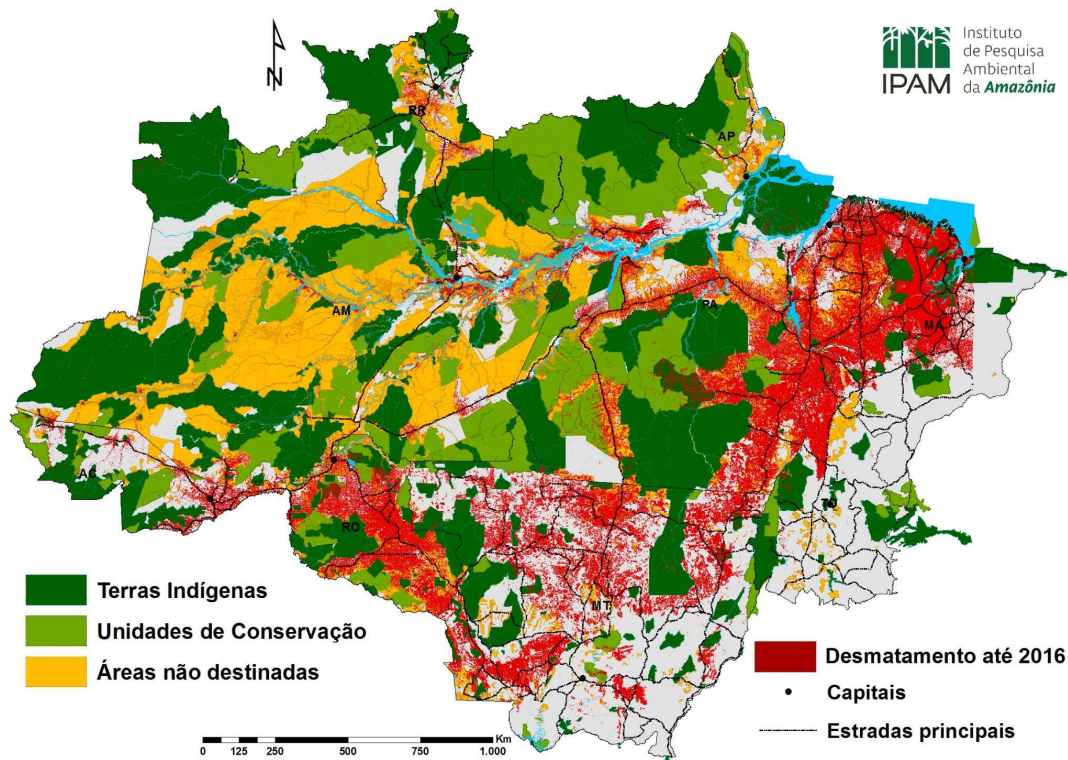 IPAM
Instituto
de Pesquisa
Ambiental
da Amazônia
N
RR
AP
AM
PA
MA
AC
RO
TO
MT
Terras Indígenas
Unidades de Conservação
Áreas não destinadas
Desmatamento até 2016
Capitais
Estradas principais
Km
0 125 250 500 750 1.000